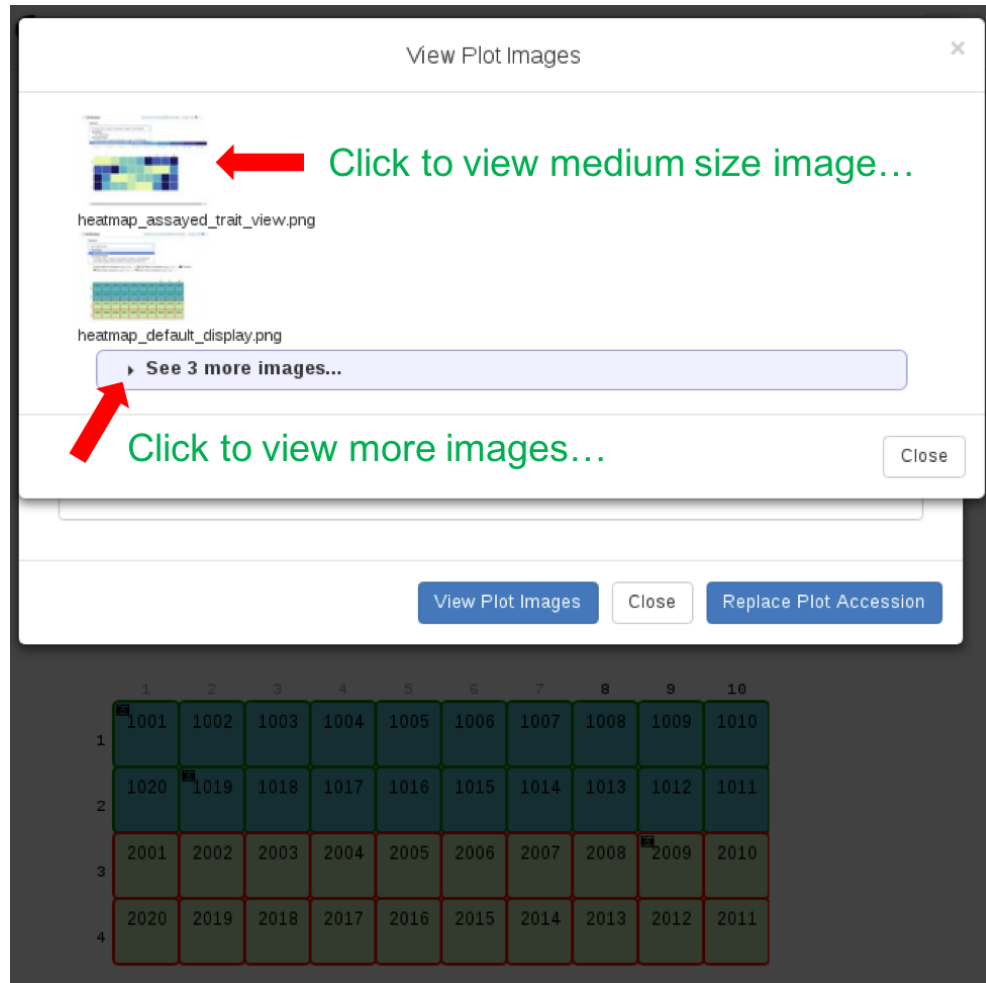 View Plot Images
×
Click to view medium size image…
heatmap_assayed_trait_view.png
heatmap_default_display.png
See 3 more images...
Click to view more images…
Close
View Plot Images Close Replace Plot Accession
1 2 3 4 5 6 7 8 9 10
1 1001 1002 1003 1004 1005 1006 1007 1008 1009 1010
2 1020 1019 1018 1017 1016 1015 1014 1013 1012 1011
3 2001 2002 2003 2004 2005 2006 2007 2008 2009 2010
4 2020 2019 2018 2017 2016 2015 2014 2013 2012 2011